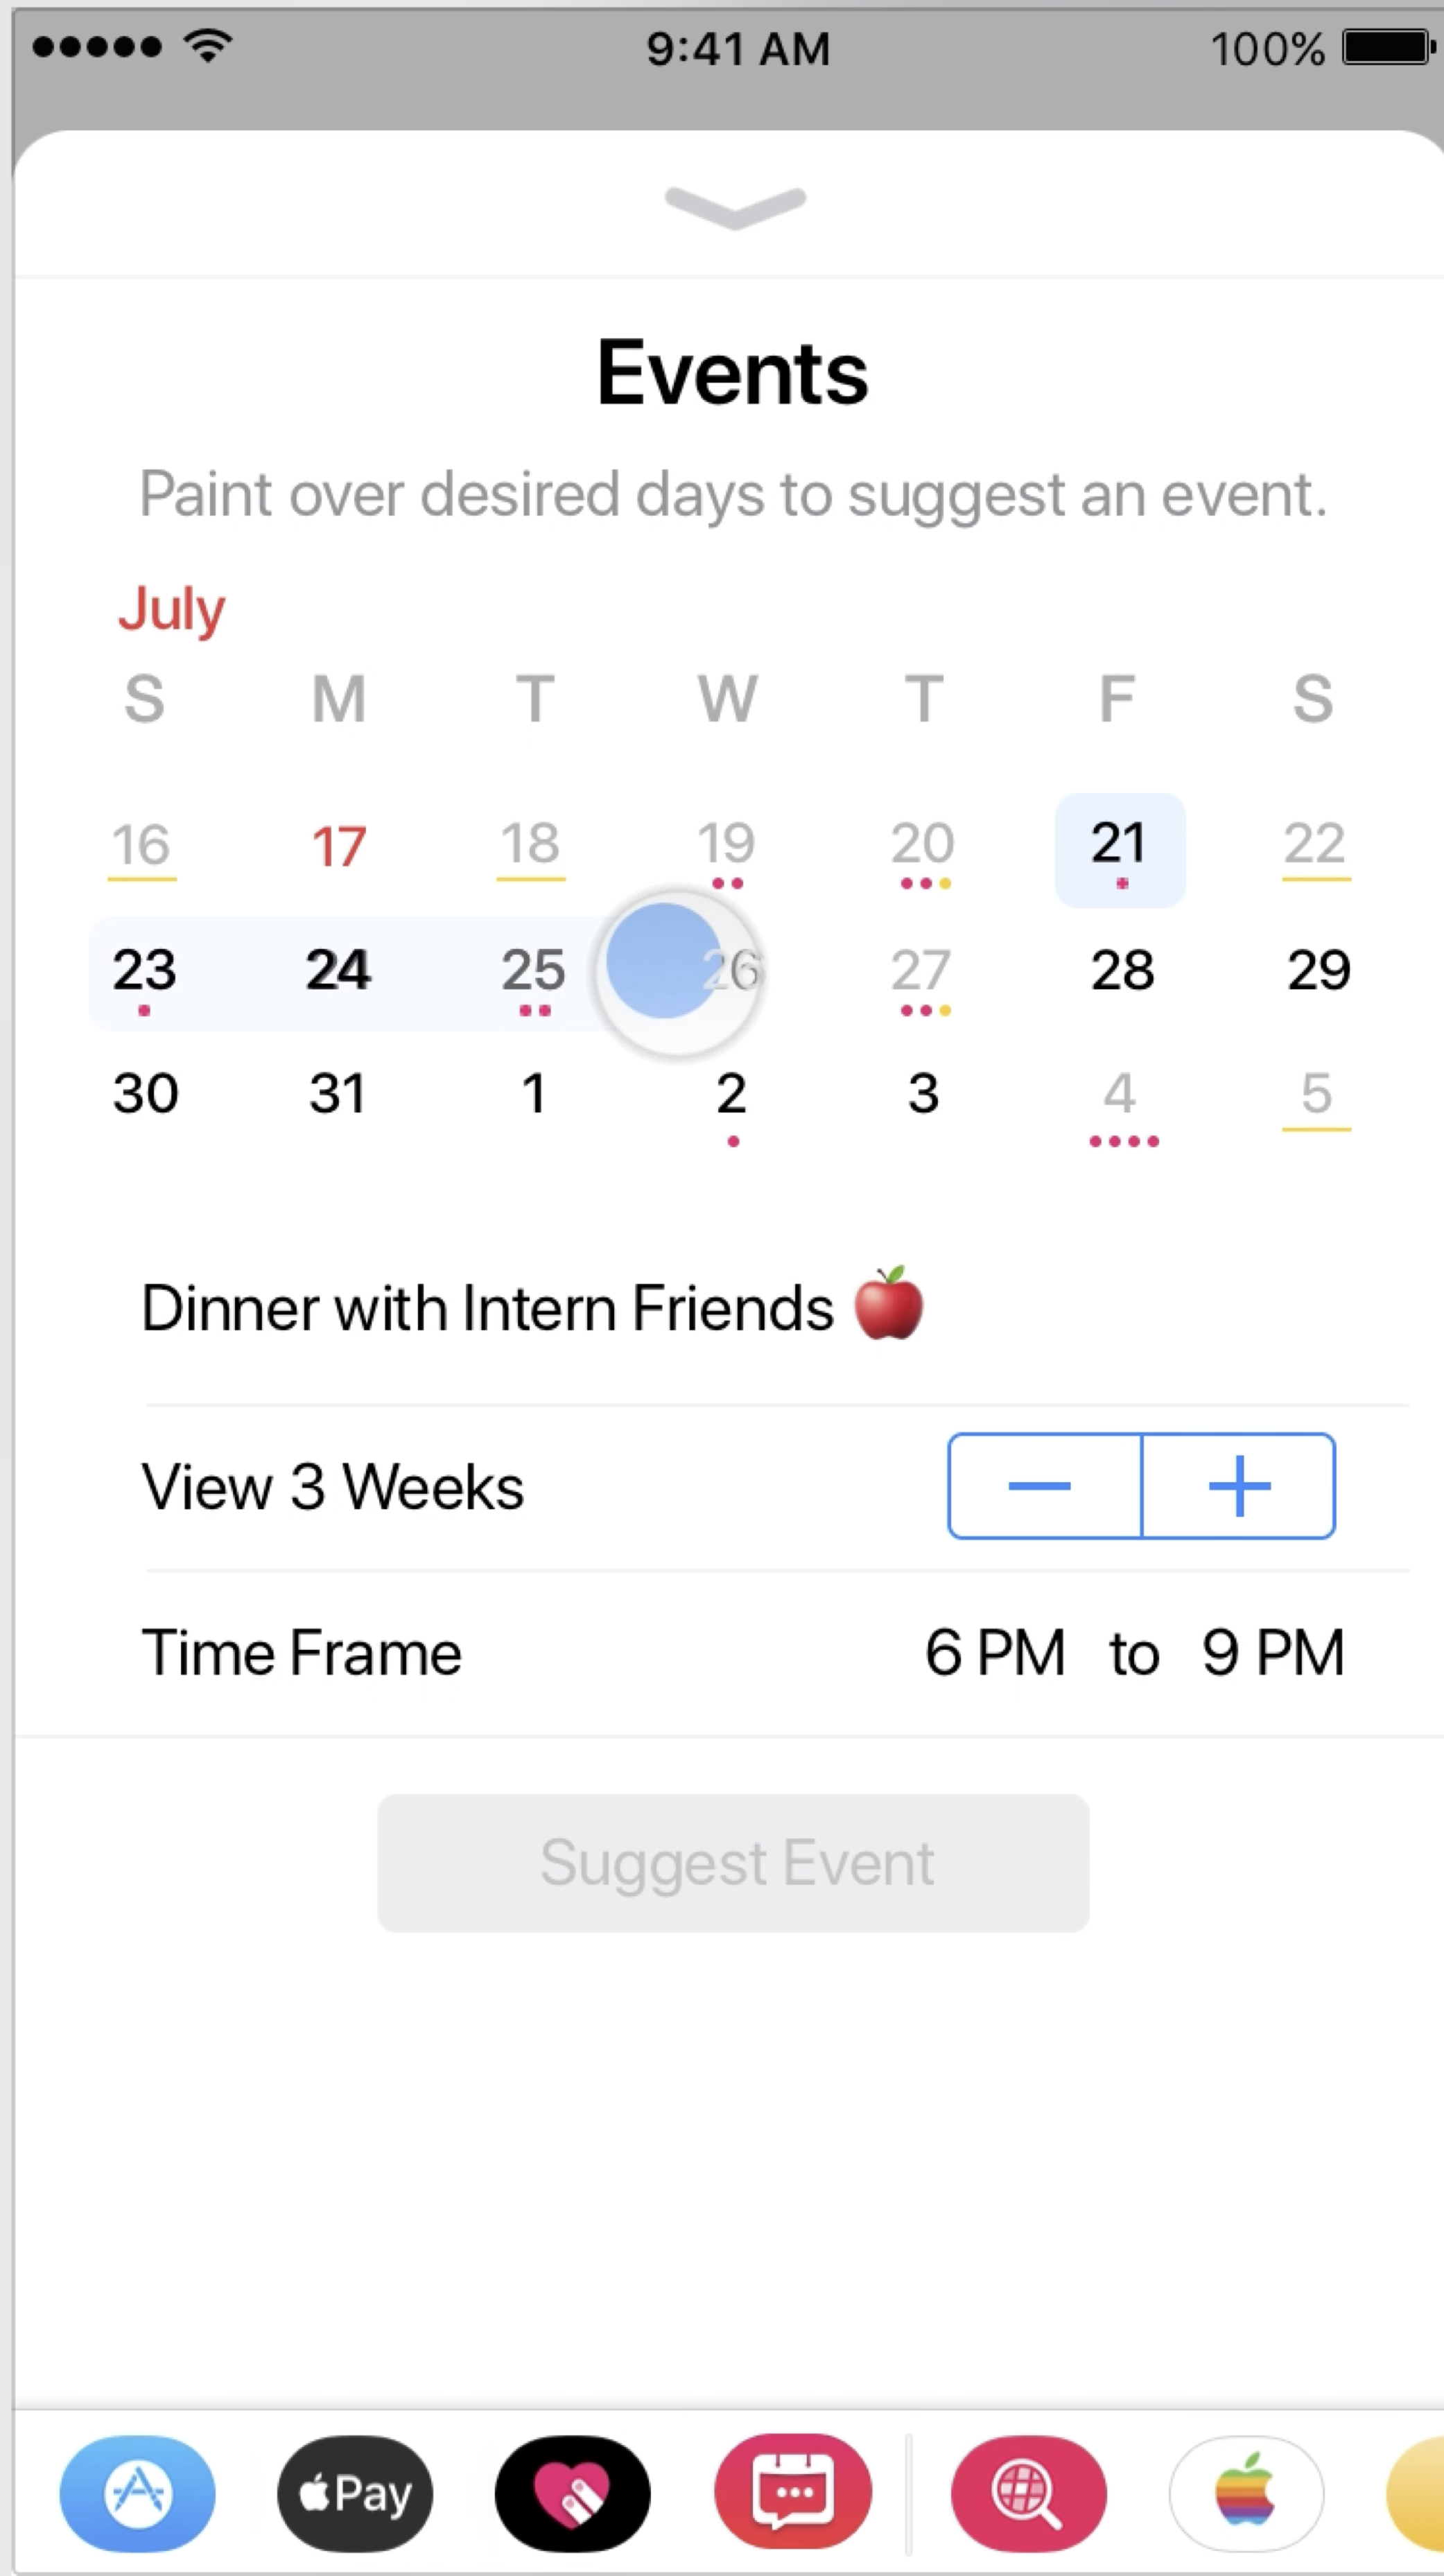 9:41 AM 100%
Events
Paint over desired days to suggest an event.
July
S M T W T F S
16 17 18 19 20 21 22
23 24 25 26 27 28 29
30 31 1 2 3 4 5
Dinner with Intern Friends 🍎
View 3 Weeks − +
Time Frame 6 PM to 9 PM
Suggest Event
Pay